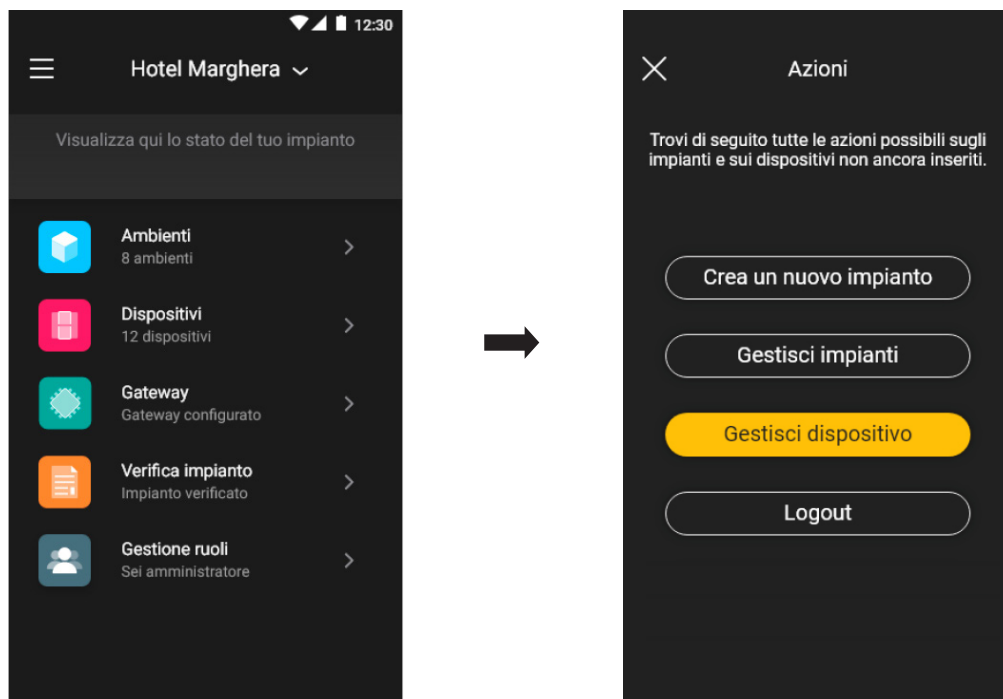 12:30
Hotel Marghera
Visualizza qui lo stato del tuo impianto
Ambienti
8 ambienti
Dispositivi
12 dispositivi
Gateway
Gateway configurato
Verifica impianto
Impianto verificato
Gestione ruoli
Sei amministratore
Azioni
Trovi di seguito tutte le azioni possibili sugli
impianti e sui dispositivi non ancora inseriti.
Crea un nuovo impianto
Gestisci impianti
Gestisci dispositivo
Logout